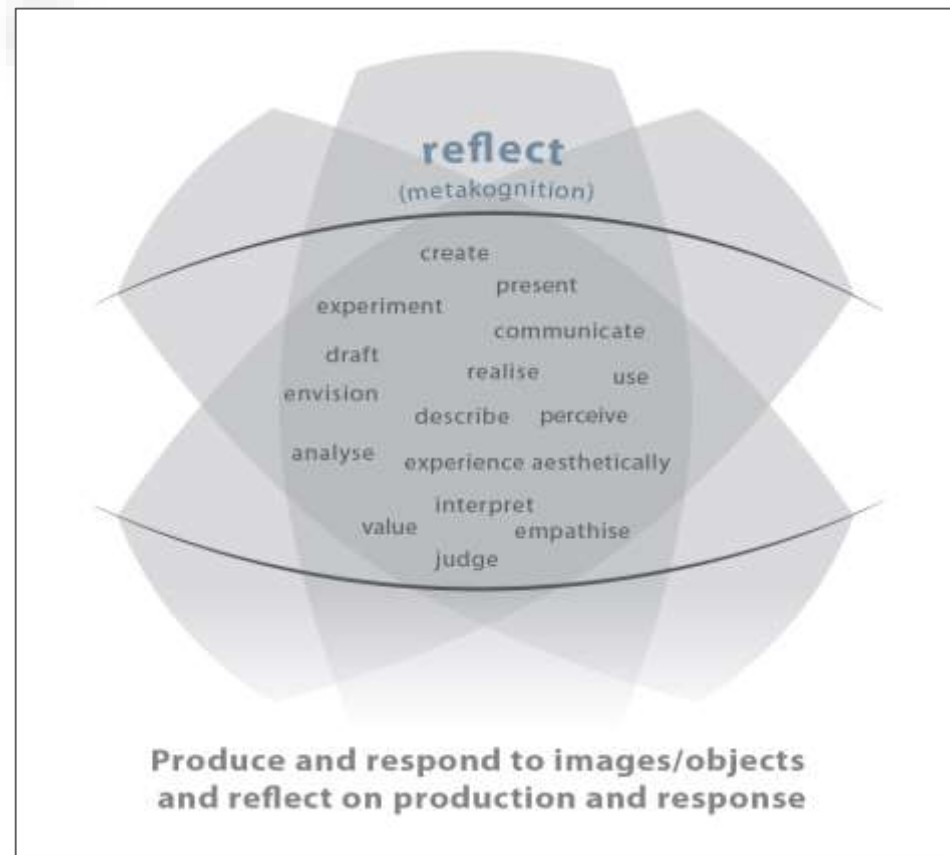 reflect
(metakognition)
create
present
experiment
communicate
draft
realise
use
envision
describe
perceive
analyse
experience aesthetically
interpret
value
empathise
judge
Produce and respond to images/objects
and reflect on production and response